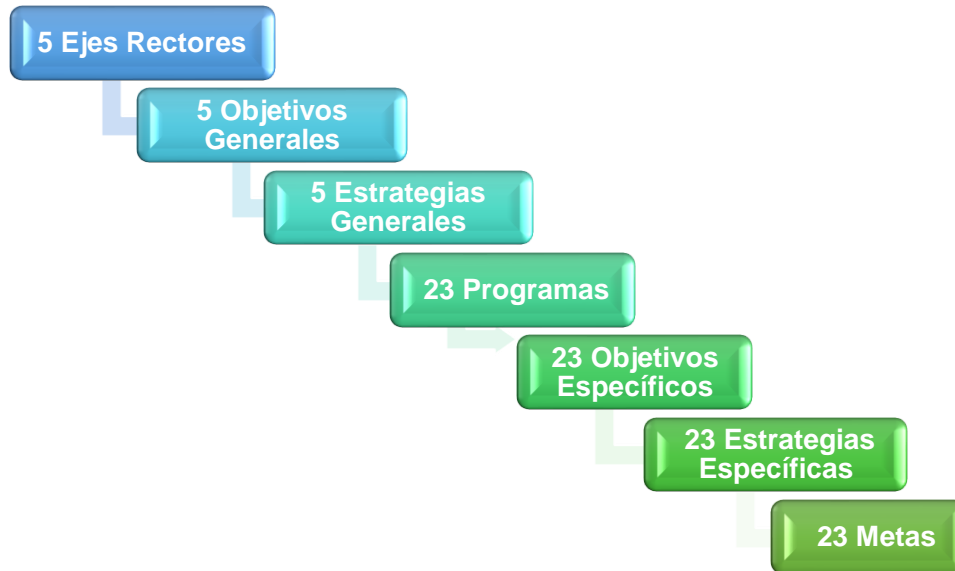 5 Ejes Rectores
5 Objetivos
Generales
5 Estrategias
Generales
23 Programas
23 Objetivos
Específicos
23 Estrategias
Específicas
23 Metas